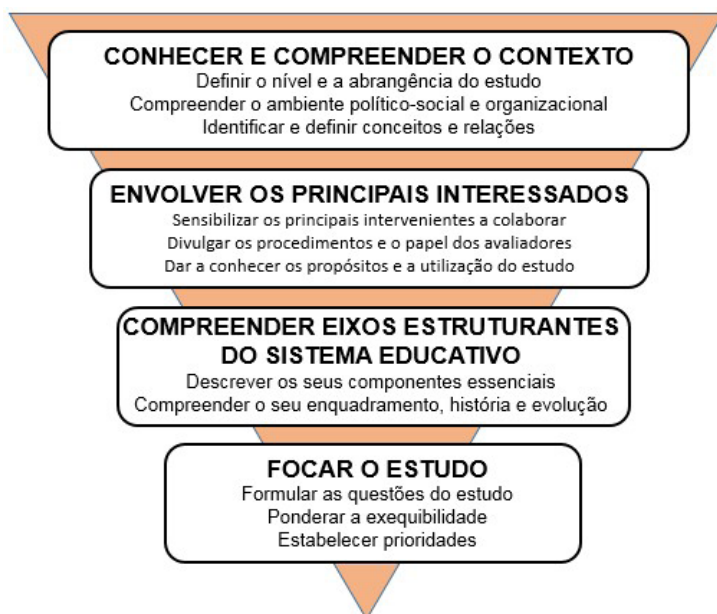 CONHECER E COMPREENDER O CONTEXTO
Definir o nível e a abrangência do estudo
Compreender o ambiente político-social e organizacional
Identificar e definir conceitos e relações
ENVOLVER OS PRINCIPAIS INTERESSADOS
Sensibilizar os principais intervenientes a colaborar
Divulgar os procedimentos e o papel dos avaliadores
Dar a conhecer os propósitos e a utilização do estudo
COMPREENDER EIXOS ESTRUTURANTES
DO SISTEMA EDUCATIVO
Descrever os seus componentes essenciais
Compreender o seu enquadramento, história e evolução
FOCAR O ESTUDO
Formular as questões do estudo
Ponderar a exequibilidade
Estabelecer prioridades